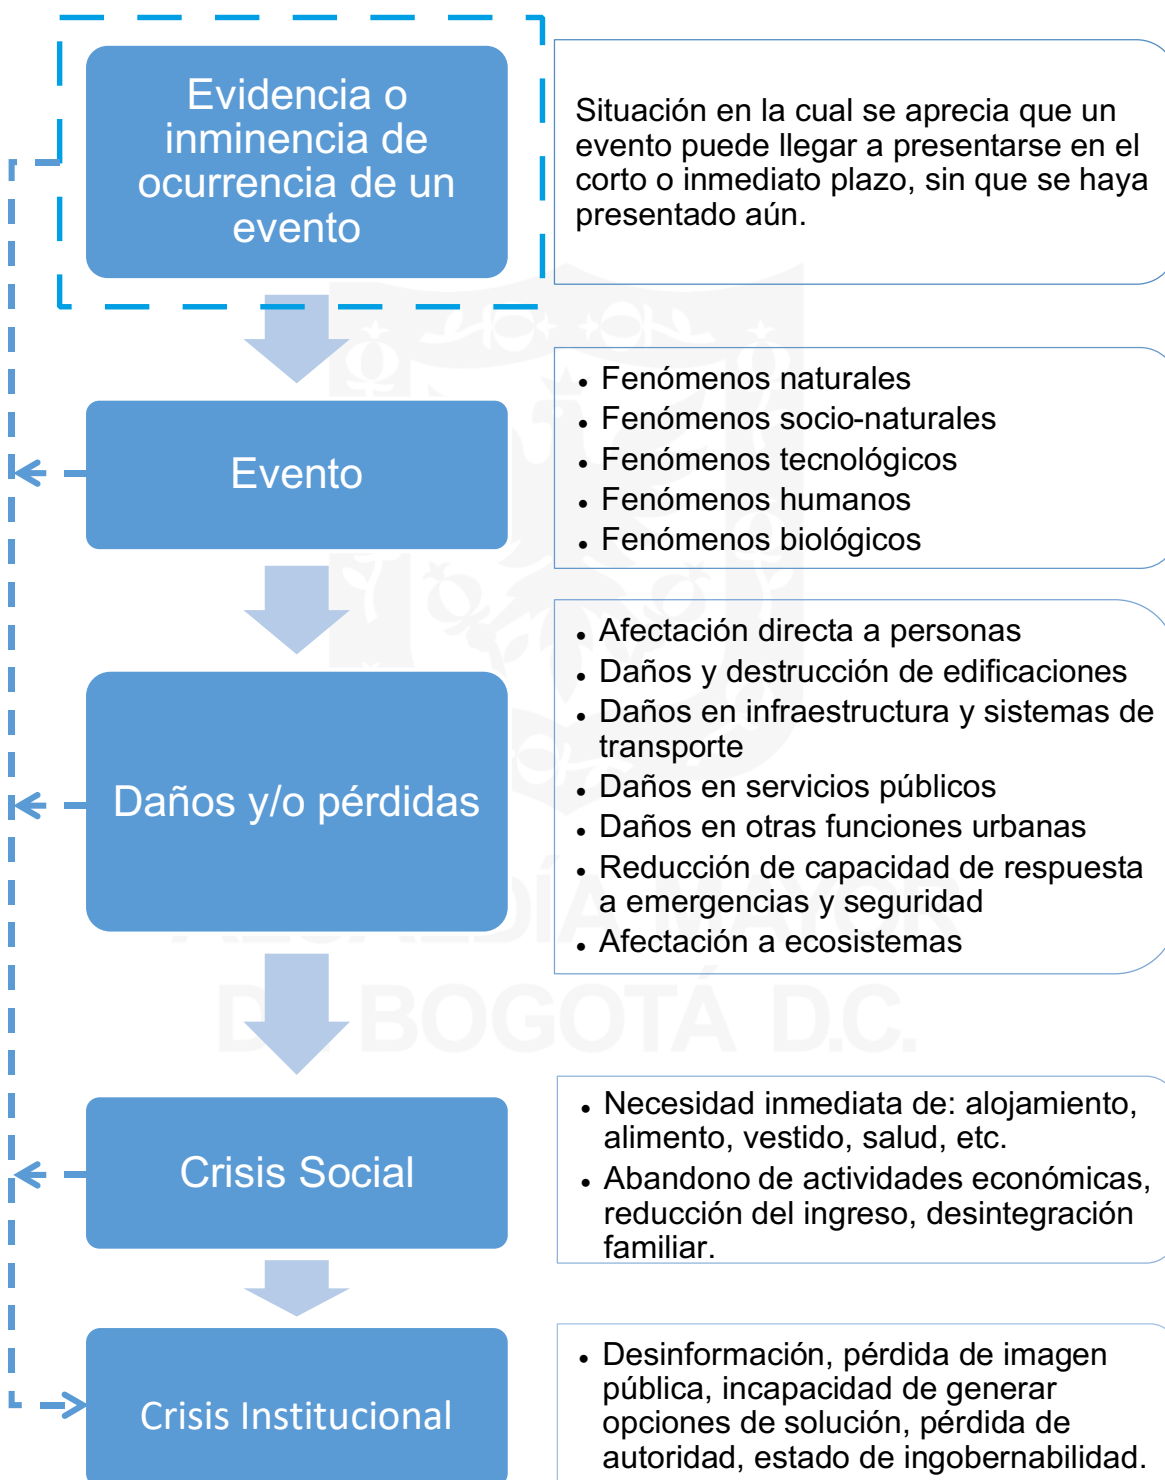 Evidencia o
inminencia de
ocurrencia de un
evento
Situación en la cual se aprecia que un
evento puede llegar a presentarse en el
corto o inmediato plazo, sin que se haya
presentado aún.
Evento
• Fenómenos naturales
• Fenómenos socio-naturales
• Fenómenos tecnológicos
• Fenómenos humanos
• Fenómenos biológicos
Daños y/o pérdidas
• Afectación directa a personas
• Daños y destrucción de edificaciones
• Daños en infraestructura y sistemas de
transporte
• Daños en servicios públicos
• Daños en otras funciones urbanas
• Reducción de capacidad de respuesta
a emergencias y seguridad
• Afectación a ecosistemas
ALCALDÍA MAYOR
DE BOGOTÁ D.C.
Crisis Social
• Necesidad inmediata de: alojamiento,
alimento, vestido, salud, etc.
• Abandono de actividades económicas,
reducción del ingreso, desintegración
familiar.
Crisis Institucional
• Desinformación, pérdida de imagen
pública, incapacidad de generar
opciones de solución, pérdida de
autoridad, estado de ingobernabilidad.